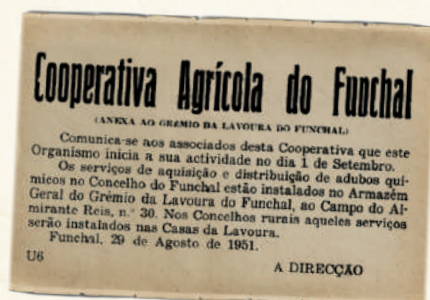 Cooperativa Agrícola do Funchal
(ANEXA AO GRÉMIO DA LAVOURA DO FUNCHAL)
Comunica-se aos associados desta Cooperativa que este
Organismo inicia a sua actividade no dia 1 de Setembro.
Os serviços de aquisição e distribuição de adubos quí-
micos no Concelho do Funchal estão instalados no Armazém
Geral do Grémio da Lavoura do Funchal, ao Campo do Al-
mirante Reis, n.º 30. Nos Concelhos rurais aqueles serviços
serão instalados nas Casas da Lavoura.
Funchal, 29 de Agosto de 1951.
U6
A DIRECÇÃO